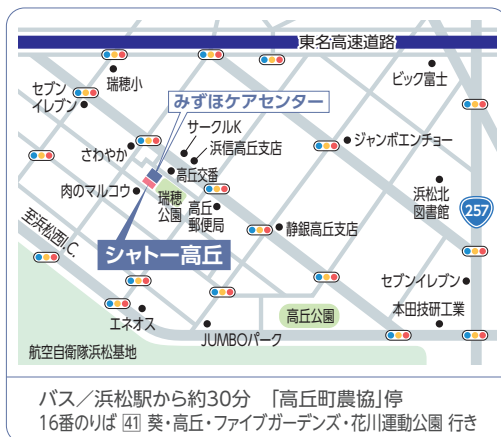 東名高速道路
ビック富士
セブン
イレブン
瑞穂小
みずほケアセンター
サークルK
浜信高丘支店
ジャンボエンチョー
さわやか
高丘交番
肉のマルコウ
瑞穂
公園
高丘
郵便局
浜松北
図書館
257
静銀高丘支店
至浜松西I.C.
シャトー高丘
セブンイレブン
高丘公園
本田技研工業
エネオス
JUMBOパーク
航空自衛隊浜松基地
バス／浜松駅から約30分 「高丘町農協」停
16番のりば 41 葵・高丘・ファイブガーデンズ・花川運動公園 行き